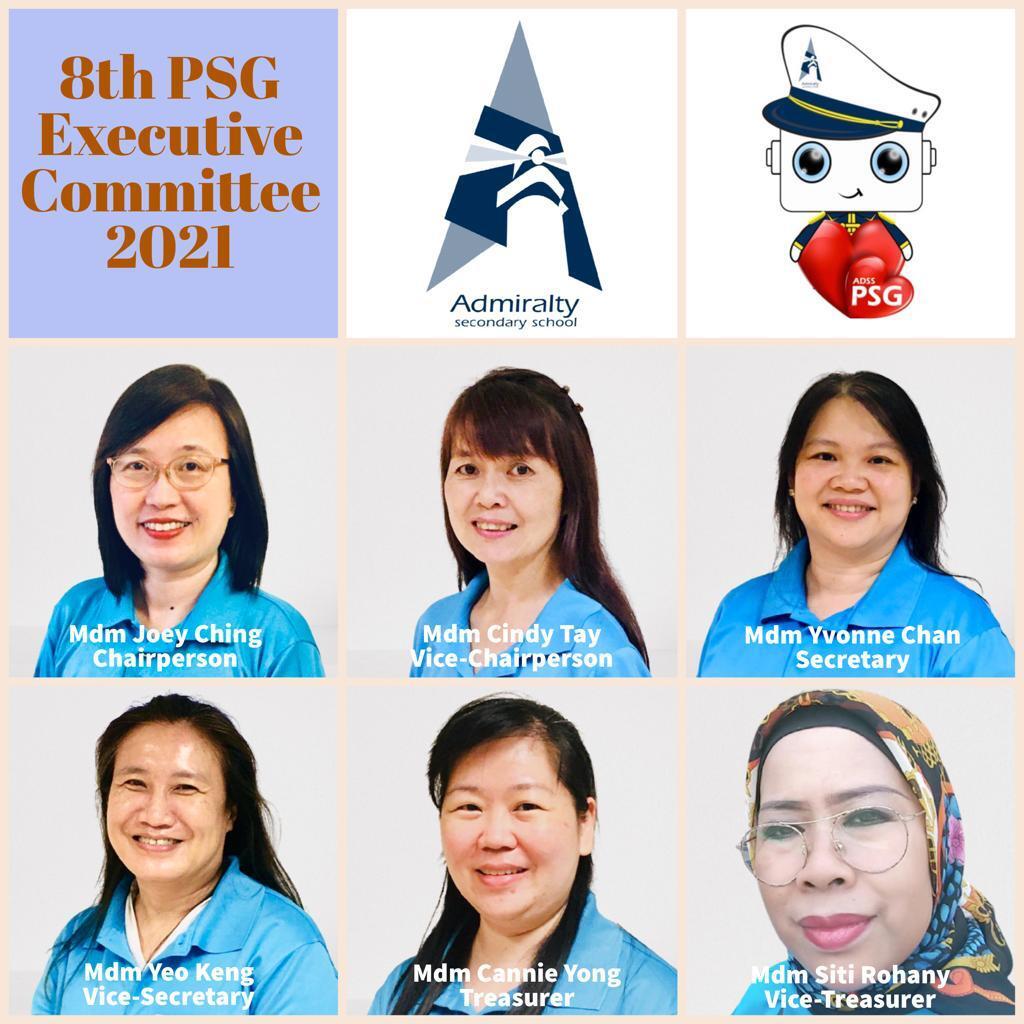 8th PSG
Executive
Committee
2021
Admiralty
secondary school
ADSS
PSG
Mdm Joey Ching
Chairperson
Mdm Cindy Tay
Vice-Chairperson
Mdm Yvonne Chan
Secretary
Mdm Yeo Keng
Vice-Secretary
Mdm Cannie Yong
Treasurer
Mdm Siti Rohany
Vice-Treasurer